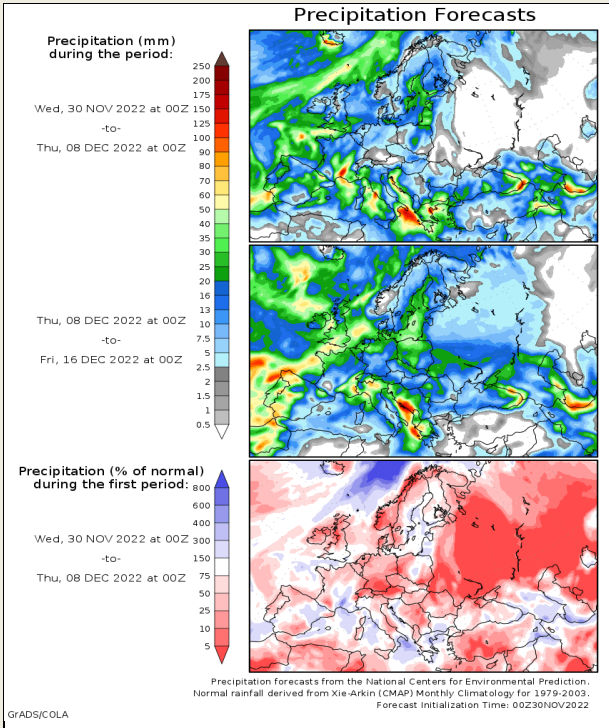 Precipitation Forecasts
Precipitation (mm)
during the period:
250
200
175
150
125
100
90
80
70
60
50
40
35
30
25
20
16
13
10
7.5
5
2.5
2
1.5
1
0.5
Wed, 30 NOV 2022 at 00Z
-to-
Thu, 08 DEC 2022 at 00Z
Thu, 08 DEC 2022 at 00Z
-to-
Fri, 16 DEC 2022 at 00Z
Precipitation (% of normal)
during the first period:
800
600
400
300
150
75
50
25
10
5
Wed, 30 NOV 2022 at 00Z
-to-
Thu, 08 DEC 2022 at 00Z
Precipitation forecasts from the National Centers for Environmental Prediction.
Normal rainfall derived from Xie-Arkin (CMAP) Monthly Climatology for 1979-2003.
Forecast Initialization Time: 00Z30NOV2022
GrADS/COLA